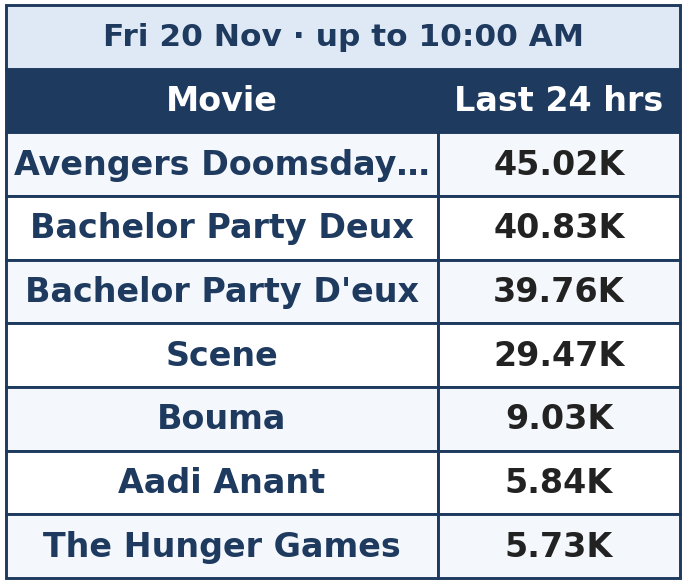 Fri 20 Nov · up to 10:00 AM
Movie Last 24 hrs
Avengers Doomsday... 45.02K
Bachelor Party Deux 40.83K
Bachelor Party D'eux 39.76K
Scene 29.47K
Bouma 9.03K
Aadi Anant 5.84K
The Hunger Games 5.73K